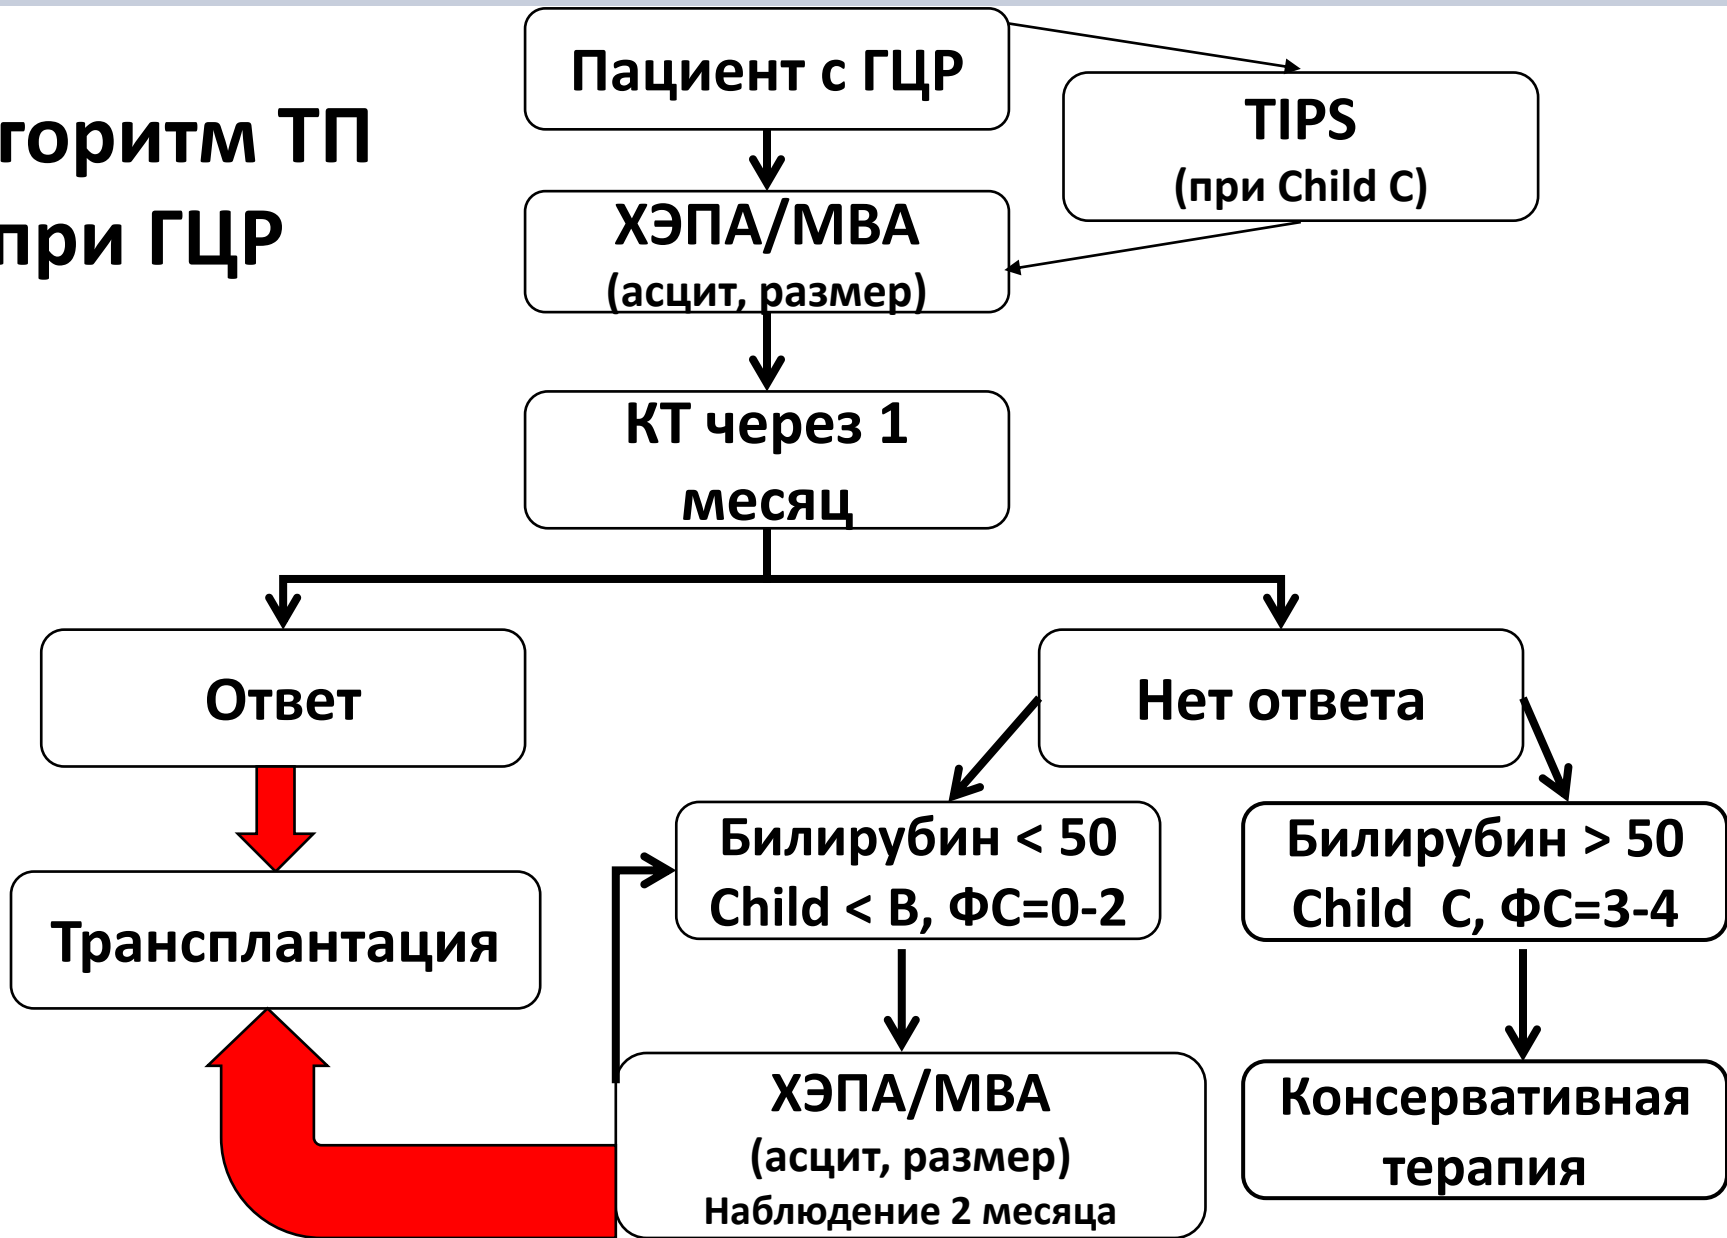 горитм ТП
при ГЦР
Пациент с ГЦР
TIPS
(при Child C)
ХЭПА/МВА
(асцит, размер)
КТ через 1
месяц
Ответ
Нет ответа
Трансплантация
Билирубин < 50
Child < B, ФС=0-2
Билирубин > 50
Child  C, ФС=3-4
ХЭПА/МВА
(асцит, размер)
Наблюдение 2 месяца
Консервативная
терапия